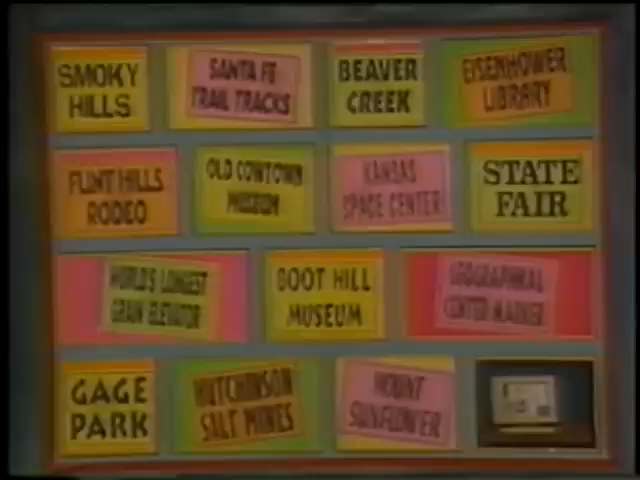 SMOKY
HILLS
SANTA FE
TRAIL TRACKS
BEAVER
CREEK
EISENHOWER
LIBRARY
FLINT HILLS
RODEO
OLD COWTOWN
MUSEUM
KANSAS
SPACE CENTER
STATE
FAIR
WORLD'S LONGEST
GRAIN ELEVATOR
BOOT HILL
MUSEUM
GEOGRAPHICAL
CENTER MARKER
GAGE
PARK
HUTCHINSON
SALT MINES
MOUNT
SUNFLOWER